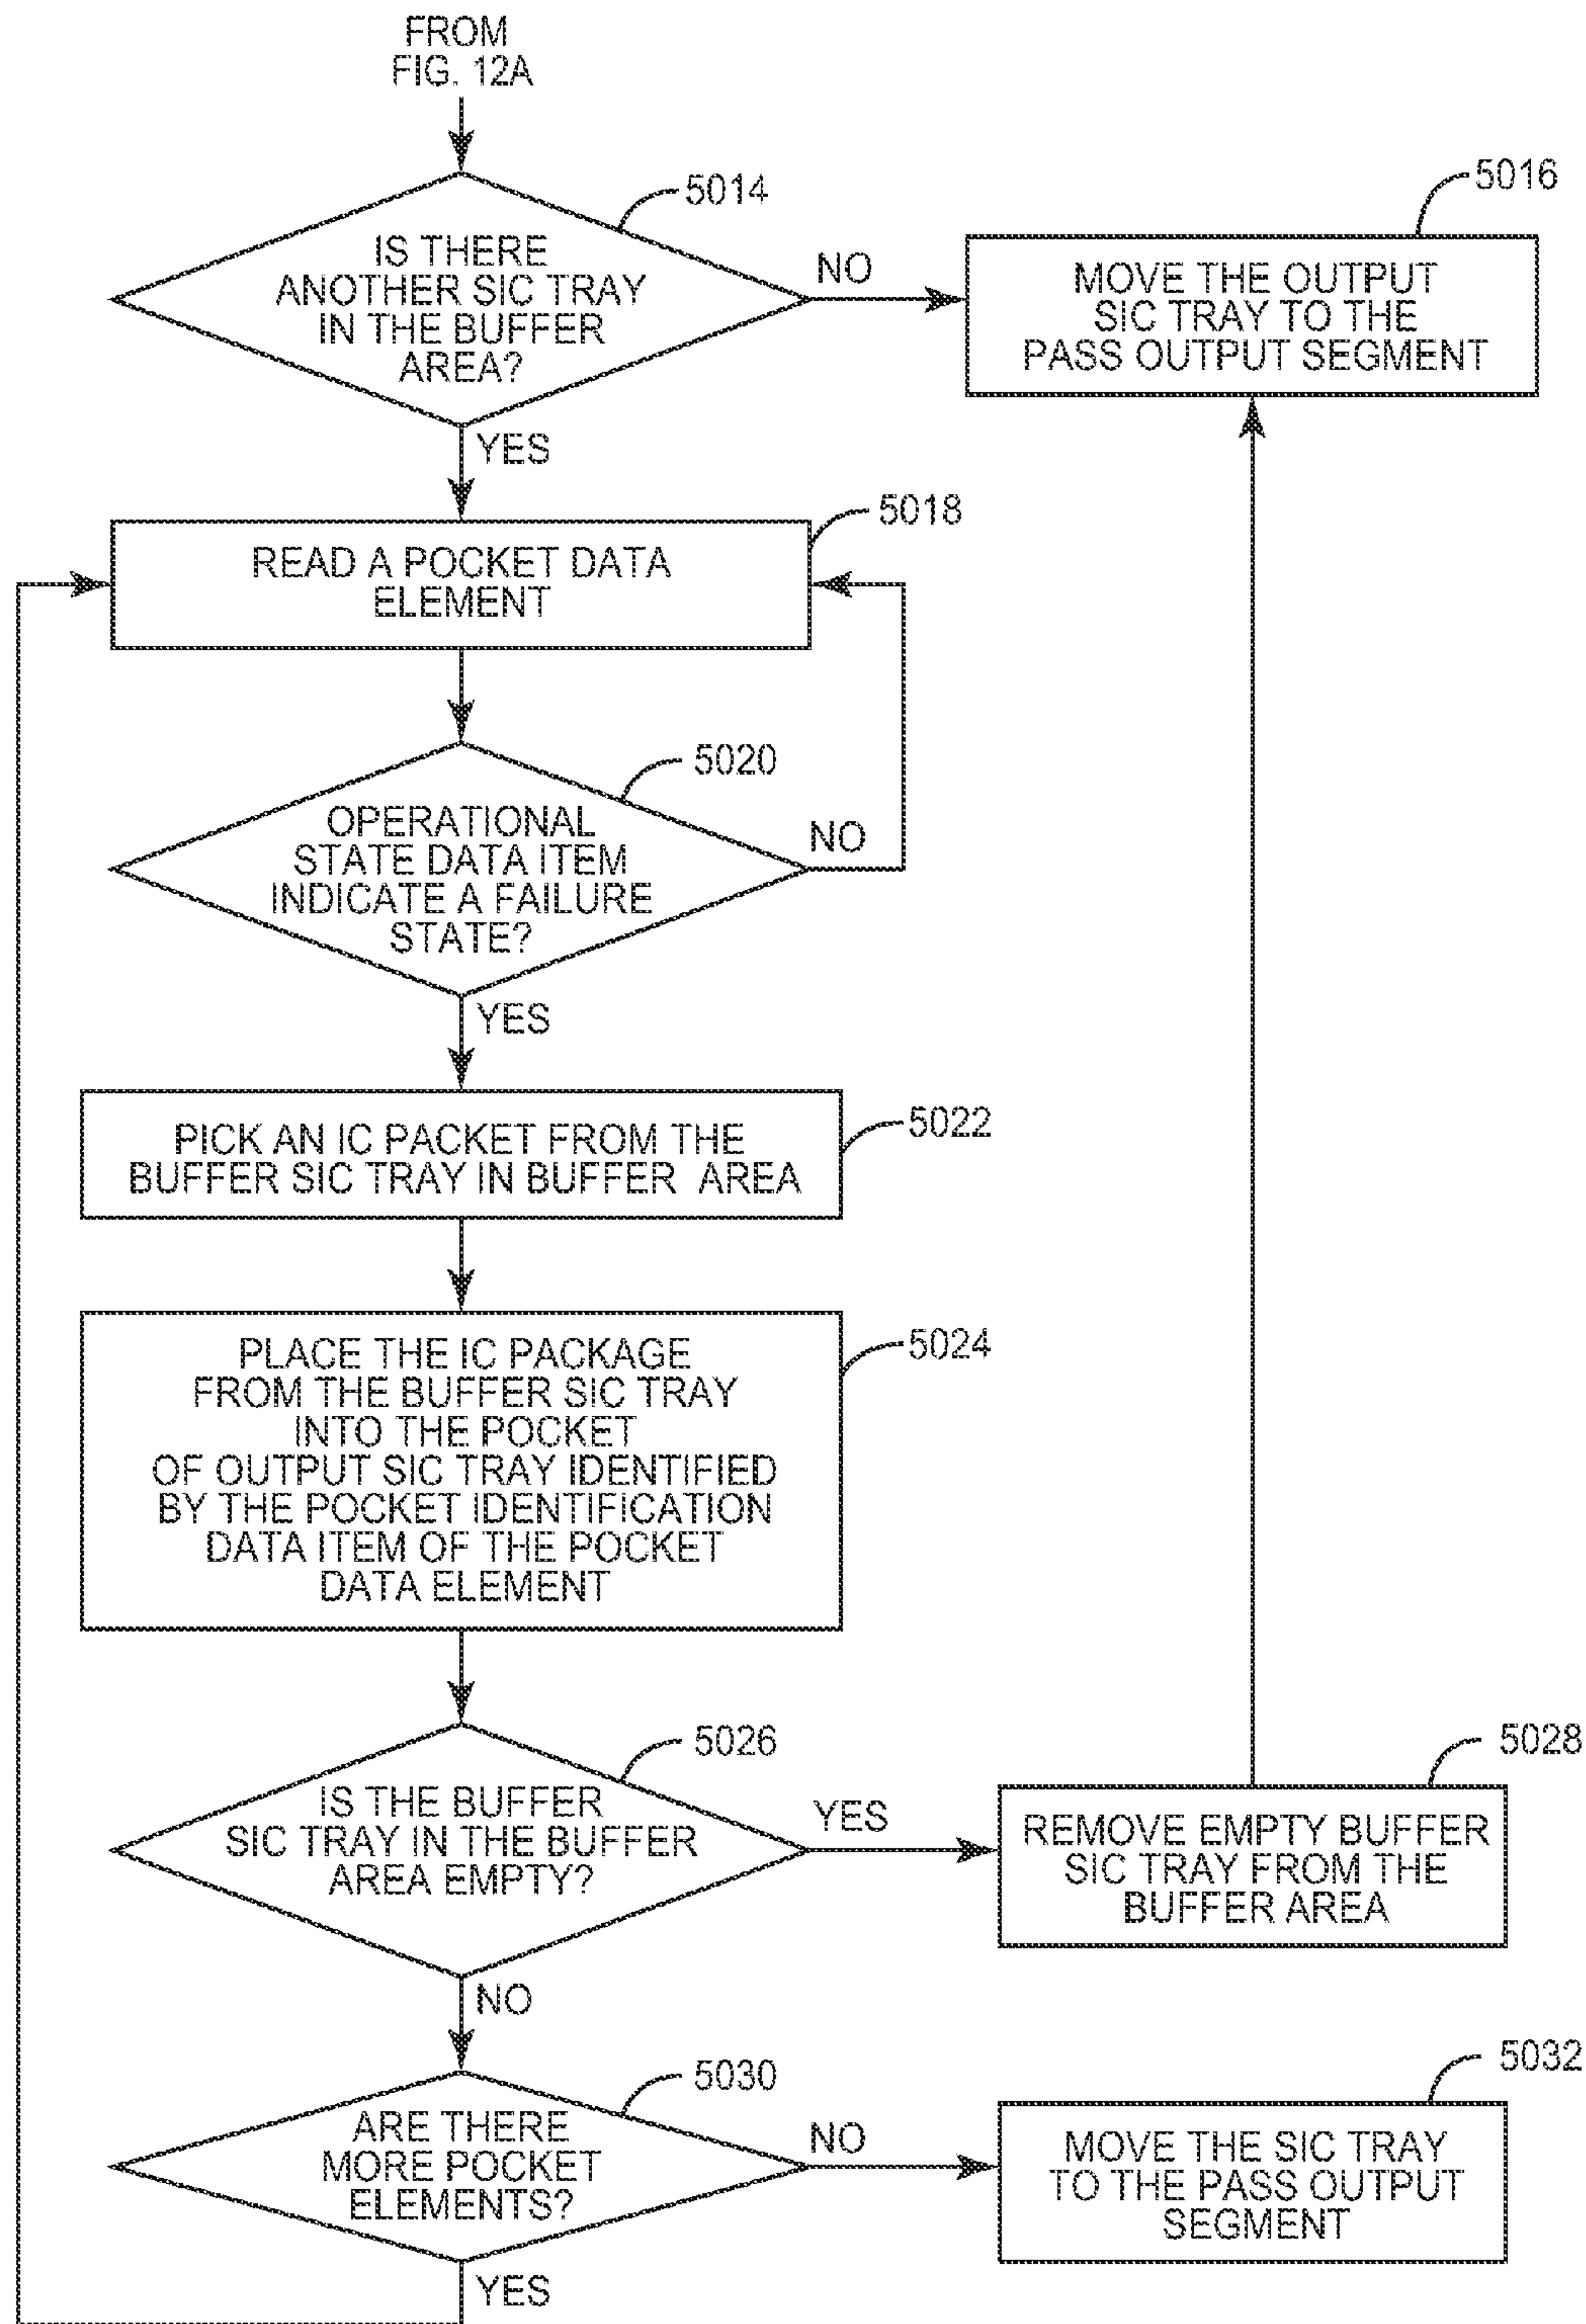 FROM
FIG. 12A
5014
IS THERE
ANOTHER SIC TRAY
IN THE BUFFER
AREA?
NO
5016
MOVE THE OUTPUT
SIC TRAY TO THE
PASS OUTPUT SEGMENT
YES
5018
READ A POCKET DATA
ELEMENT
5020
OPERATIONAL
STATE DATA ITEM
INDICATE A FAILURE
STATE?
NO
YES
5022
PICK AN IC PACKET FROM THE
BUFFER SIC TRAY IN BUFFER AREA
5024
PLACE THE IC PACKAGE
FROM THE BUFFER SIC TRAY
INTO THE POCKET
OF OUTPUT SIC TRAY IDENTIFIED
BY THE POCKET IDENTIFICATION
DATA ITEM OF THE POCKET
DATA ELEMENT
5026
IS THE BUFFER
SIC TRAY IN THE BUFFER
AREA EMPTY?
YES
5028
REMOVE EMPTY BUFFER
SIC TRAY FROM THE
BUFFER AREA
NO
5030
ARE THERE
MORE POCKET
ELEMENTS?
NO
5032
MOVE THE SIC TRAY
TO THE PASS OUTPUT
SEGMENT
YES